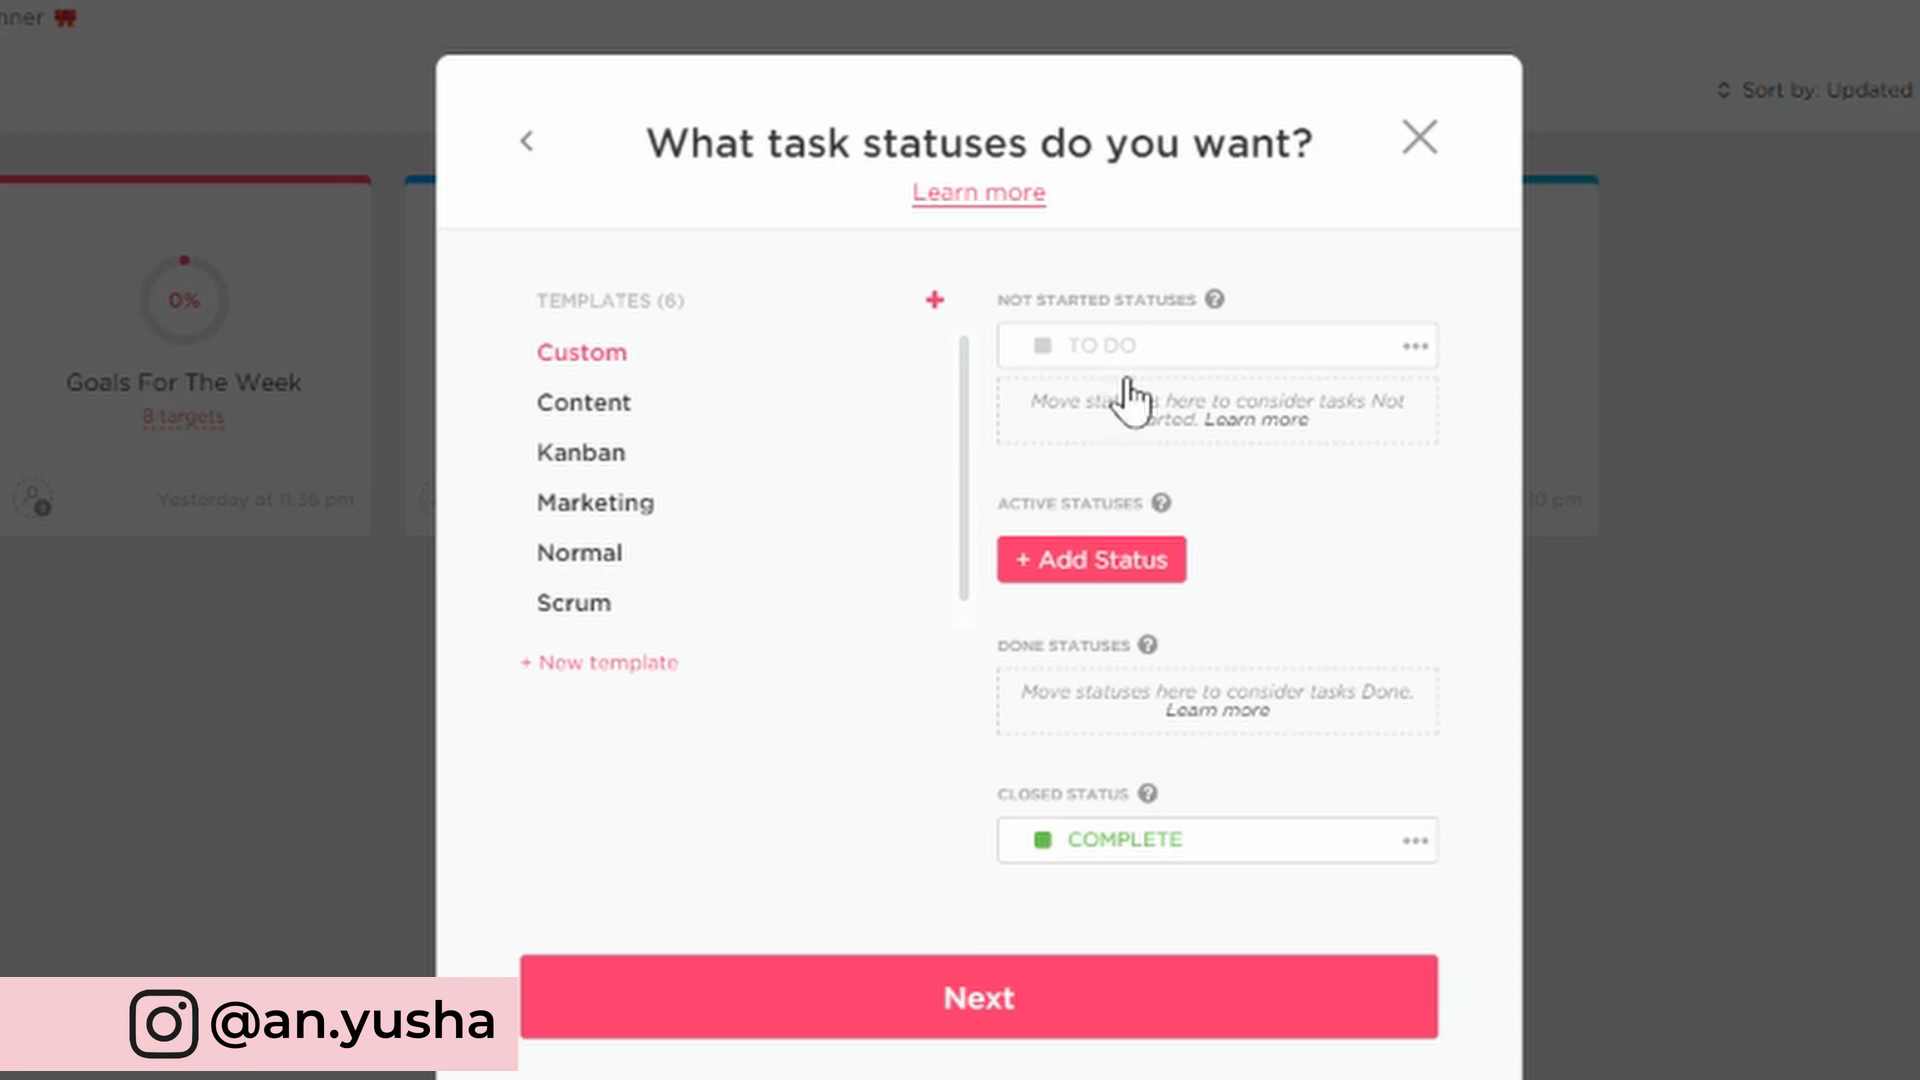 nner
Sort by: Updated
What task statuses do you want?
Learn more
0%
Goals For The Week
8 targets
Yesterday at 11:36 pm
TEMPLATES (6)
+
Custom
Content
Kanban
Marketing
Normal
Scrum
+ New template
NOT STARTED STATUSES ?
TO DO
Move here to consider tasks Not
Learn more
ACTIVE STATUSES ?
+ Add Status
DONE STATUSES ?
Move statuses here to consider tasks Done.
Learn more
CLOSED STATUS ?
COMPLETE
10 pm
Next
@an.yusha